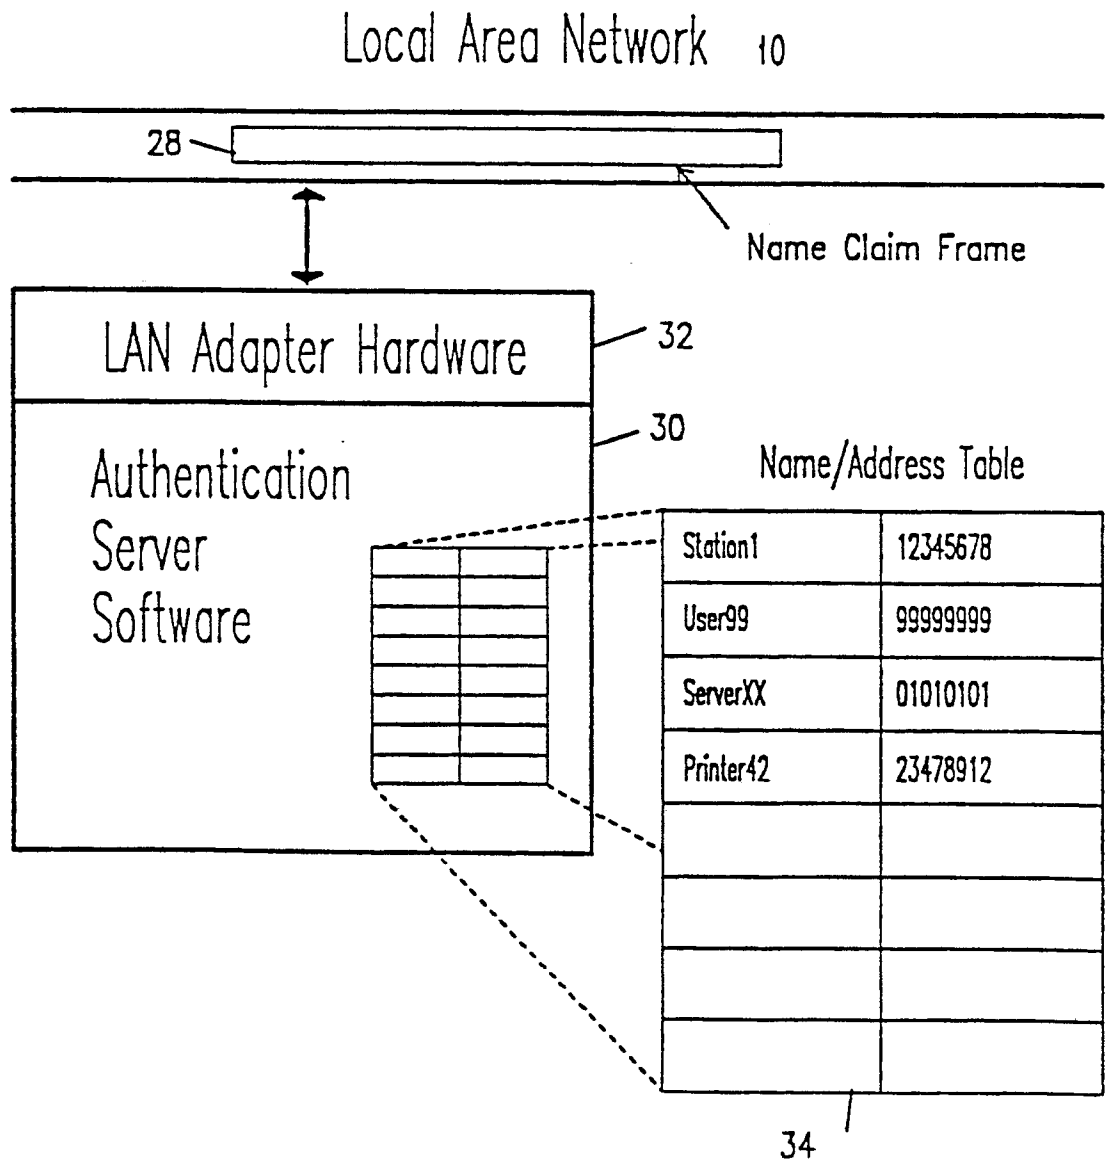 Local Area Network 10
28
Name Claim Frame
LAN Adapter Hardware
32
30
Authentication
Server
Software
Name/Address Table
Station1 12345678
User99 99999999
ServerXX 01010101
Printer42 23478912
34